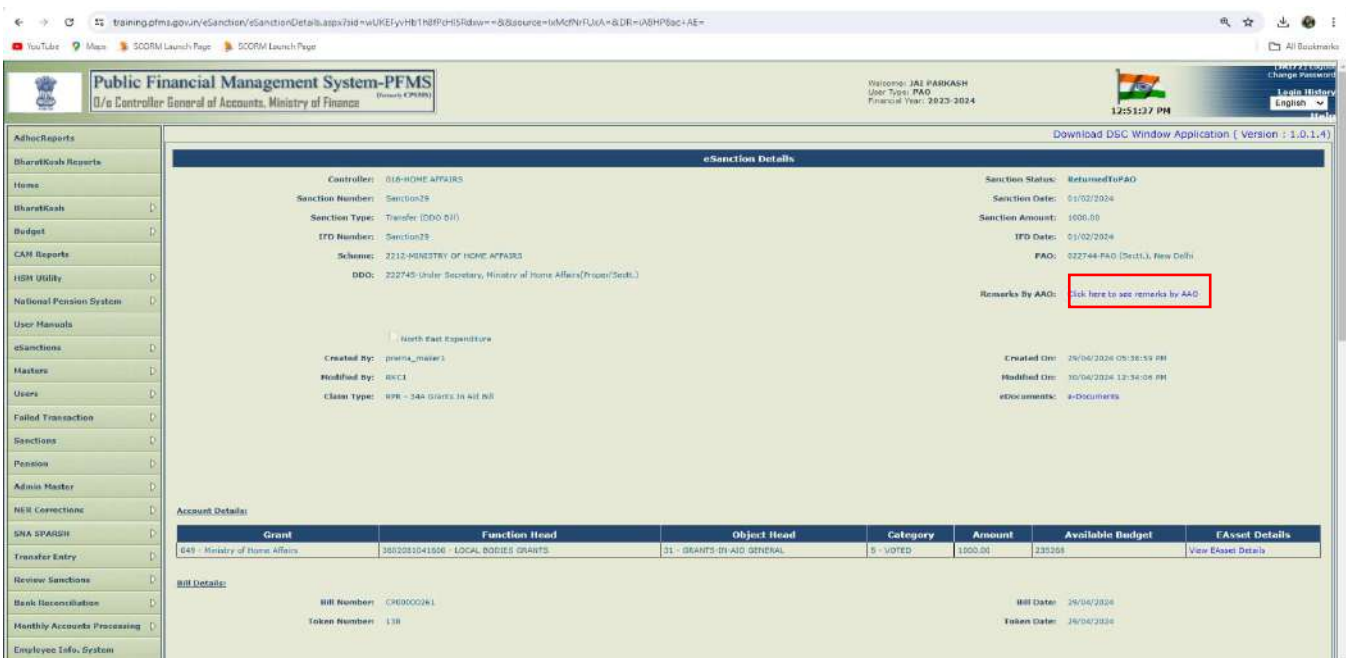 training.pfms.gov.in/eSanction/eSanctionDetails.aspx?
YouTube Maps SCORM Launch Page SCORM Launch Page All Bookmarks
Public Financial Management System-PFMS
(Formerly CPSMS)
O/o Controller General of Accounts, Ministry of Finance
Welcome: JAI PARKASH
User Type: PAO
Financial Year: 2023-2024
12:51:37 PM
Logout
Change Password
Login History
English
Help
Download DSC Window Application ( Version : 1.0.1.4)
AdhocReports
BharatKosh Reports
Home
BharatKosh
Budget
CAM Reports
HSM Utility
National Pension System
User Manuals
eSanctions
Masters
Users
Failed Transaction
Sanctions
Pension
Admin Master
NER Corrections
SNA SPARSH
Transfer Entry
Review Sanctions
Bank Reconciliation
Monthly Accounts Processing
Employee Info. System
eSanction Details
Controller: 016-HOME AFFAIRS Sanction Status: ReturnedToPAO
Sanction Number: Sanction29 Sanction Date: 01/02/2024
Sanction Type: Transfer (DDO Bill) Sanction Amount: 1000.00
IFD Number: Sanction29 IFD Date: 01/02/2024
Scheme: 2212-MINISTRY OF HOME AFFAIRS PAO: 022744-PAO (Sectt.), New Delhi
DDO: 222745-Under Secretary, Ministry of Home Affairs(Proper/Sectt.)
Remarks By AAO: Click here to see remarks by AAO
North East Expenditure
Created By: prerna_maker1 Created On: 29/04/2024 05:38:59 PM
Modified By: RKC1 Modified On: 30/04/2024 12:34:06 PM
Claim Type: RPR - 34A Grants In Aid Bill eDocuments: e-Documents
Account Details:
Grant Function Head Object Head Category Amount Available Budget EAsset Details
049 - Ministry of Home Affairs - LOCAL BODIES GRANTS 31 - GRANTS-IN-AID GENERAL 5 - VOTED 1000.00 View EAsset Details
Bill Details:
Bill Number: CP00000261 Bill Date: 29/04/2024
Token Number: 138 Token Date: 29/04/2024